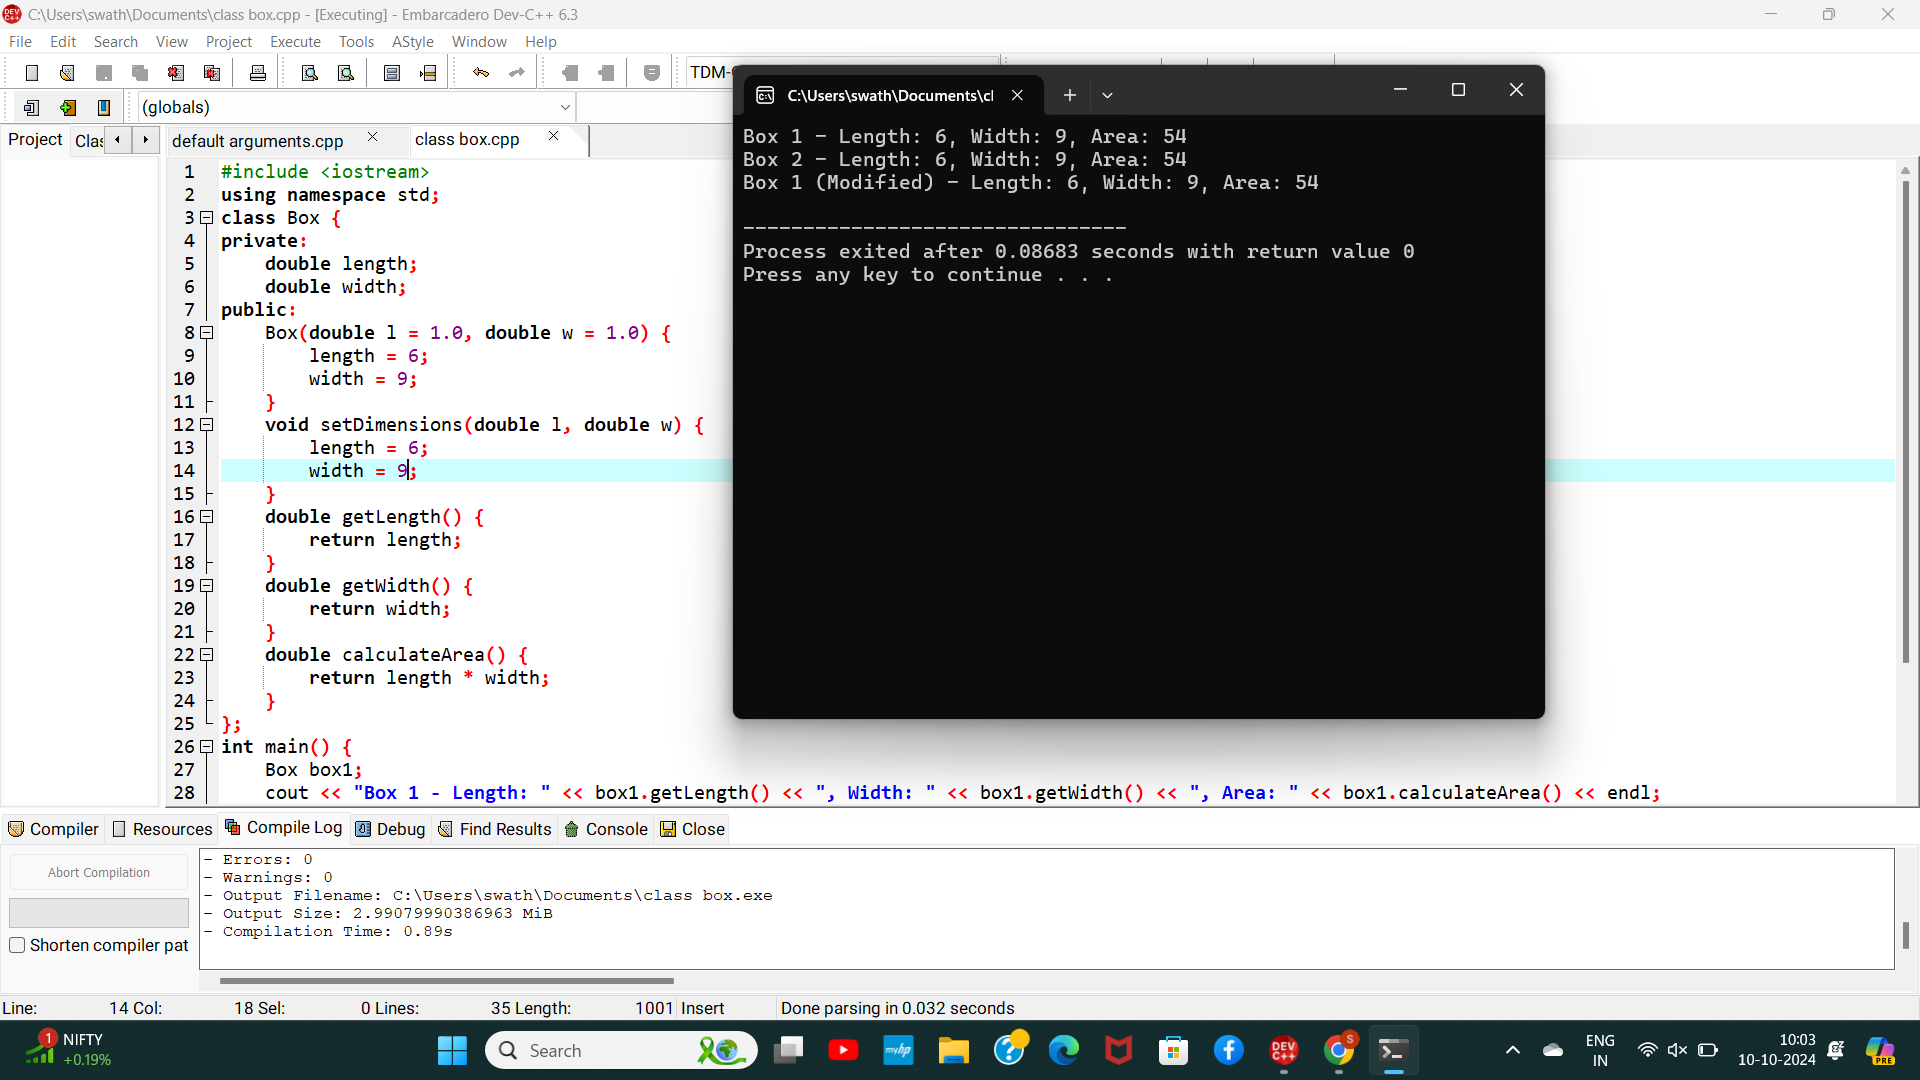 C:\Users\swath\Documents\class box.cpp - [Executing] - Embarcadero Dev-C++ 6.3
File Edit Search View Project Execute Tools AStyle Window Help
TDM-
(globals)
Project Clas default arguments.cpp class box.cpp
1 #include <iostream>
2 using namespace std;
3 class Box {
4 private:
5 double length;
6 double width;
7 public:
8 Box(double l = 1.0, double w = 1.0) {
9 length = 6;
10 width = 9;
11 }
12 void setDimensions(double l, double w) {
13 length = 6;
14 width = 9;
15 }
16 double getLength() {
17 return length;
18 }
19 double getWidth() {
20 return width;
21 }
22 double calculateArea() {
23 return length * width;
24 }
25 };
26 int main() {
27 Box box1;
28 cout << "Box 1 - Length: " << box1.getLength() << ", Width: " << box1.getWidth() << ", Area: " << box1.calculateArea() << endl;
C:\Users\swath\Documents\cl
Box 1 - Length: 6, Width: 9, Area: 54
Box 2 - Length: 6, Width: 9, Area: 54
Box 1 (Modified) - Length: 6, Width: 9, Area: 54
--------------------------------
Process exited after 0.08683 seconds with return value 0
Press any key to continue . . .
Compiler Resources Compile Log Debug Find Results Console Close
Abort Compilation
Shorten compiler pat
- Errors: 0
- Warnings: 0
- Output Filename: C:\Users\swath\Documents\class box.exe
- Output Size: 2.99079990386963 MiB
- Compilation Time: 0.89s
Line: 14 Col: 18 Sel: 0 Lines: 35 Length: 1001 Insert Done parsing in 0.032 seconds
1 NIFTY
+0.19%
Search
myhp
DEV C++
S
ENG
IN
10:03
10-10-2024
PRE